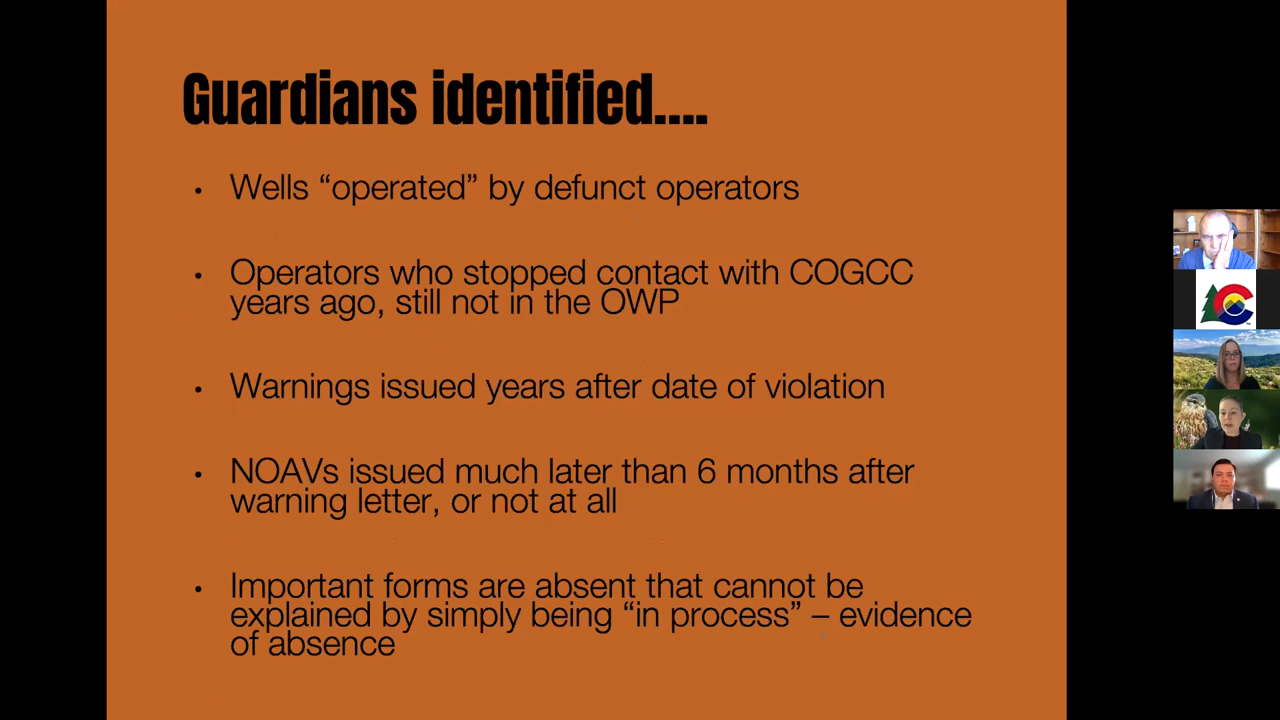 Guardians identified....
• Wells “operated” by defunct operators
• Operators who stopped contact with COGCC
years ago, still not in the OWP
• Warnings issued years after date of violation
• NOAVs issued much later than 6 months after
warning letter, or not at all
• Important forms are absent that cannot be
explained by simply being “in process” – evidence
of absence